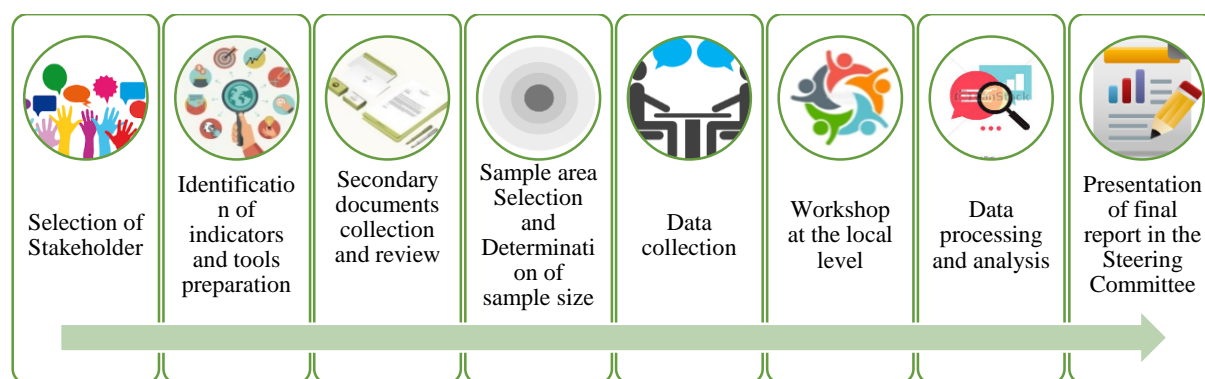 Selection of
Stakeholder
Identificatio
n of
indicators
and tools
preparation
Secondary
documents
collection
and review
Sample area
Selection
and
Determinati
on of
sample size
Data
collection
Workshop
at the local
level
Data
processing
and analysis
Presentation
of final
report in the
Steering
Committee